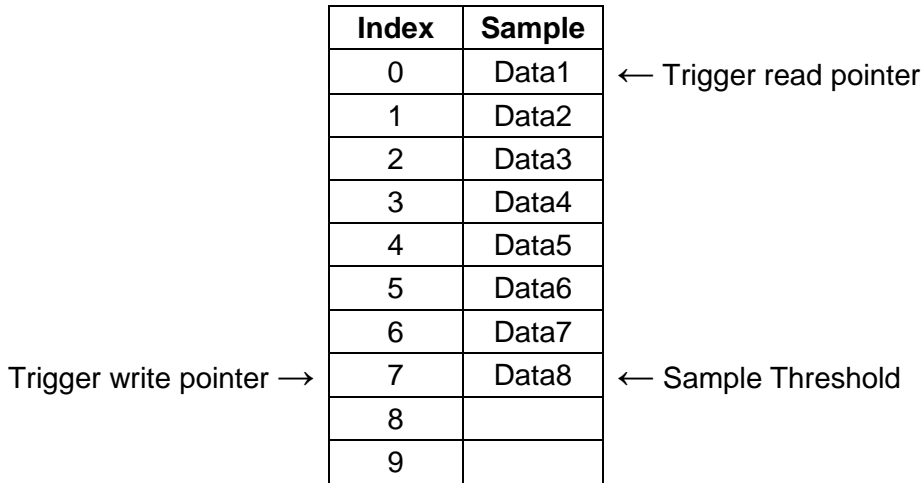 Index Sample
0 Data1 ← Trigger read pointer
1 Data2
2 Data3
3 Data4
4 Data5
5 Data6
6 Data7
Trigger write pointer → 7 Data8 ← Sample Threshold
8
9